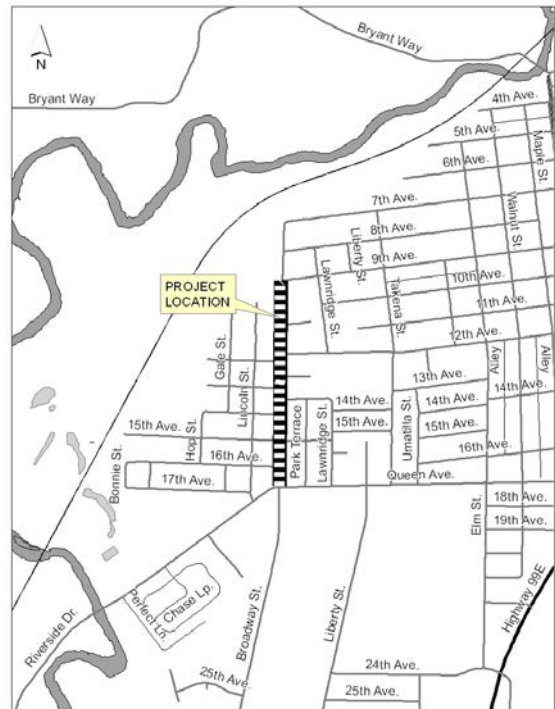 N
Bryant Way
Bryant Way
4th Ave.
5th Ave.
6th Ave.
Maple St.
7th Ave.
8th Ave.
Walnut St.
Liberty St.
9th Ave.
Lawnridge St.
Takena St.
10th Ave.
11th Ave.
12th Ave.
PROJECT
LOCATION
Gale St.
Lincoln St.
Alley
Alley
13th Ave.
14th Ave.
14th Ave.
14th Ave.
Park Terrace
Lawnridge St.
Umatilla St.
15th Ave.
15th Ave.
15th Ave.
Hop St.
16th Ave.
16th Ave.
Bonnie St.
17th Ave.
Queen Ave.
18th Ave.
19th Ave.
Elm St.
Highway 99E
Riverside Dr.
Perfect Ln.
Chase Lp.
Broadway St.
Liberty St.
24th Ave.
25th Ave.
25th Ave.